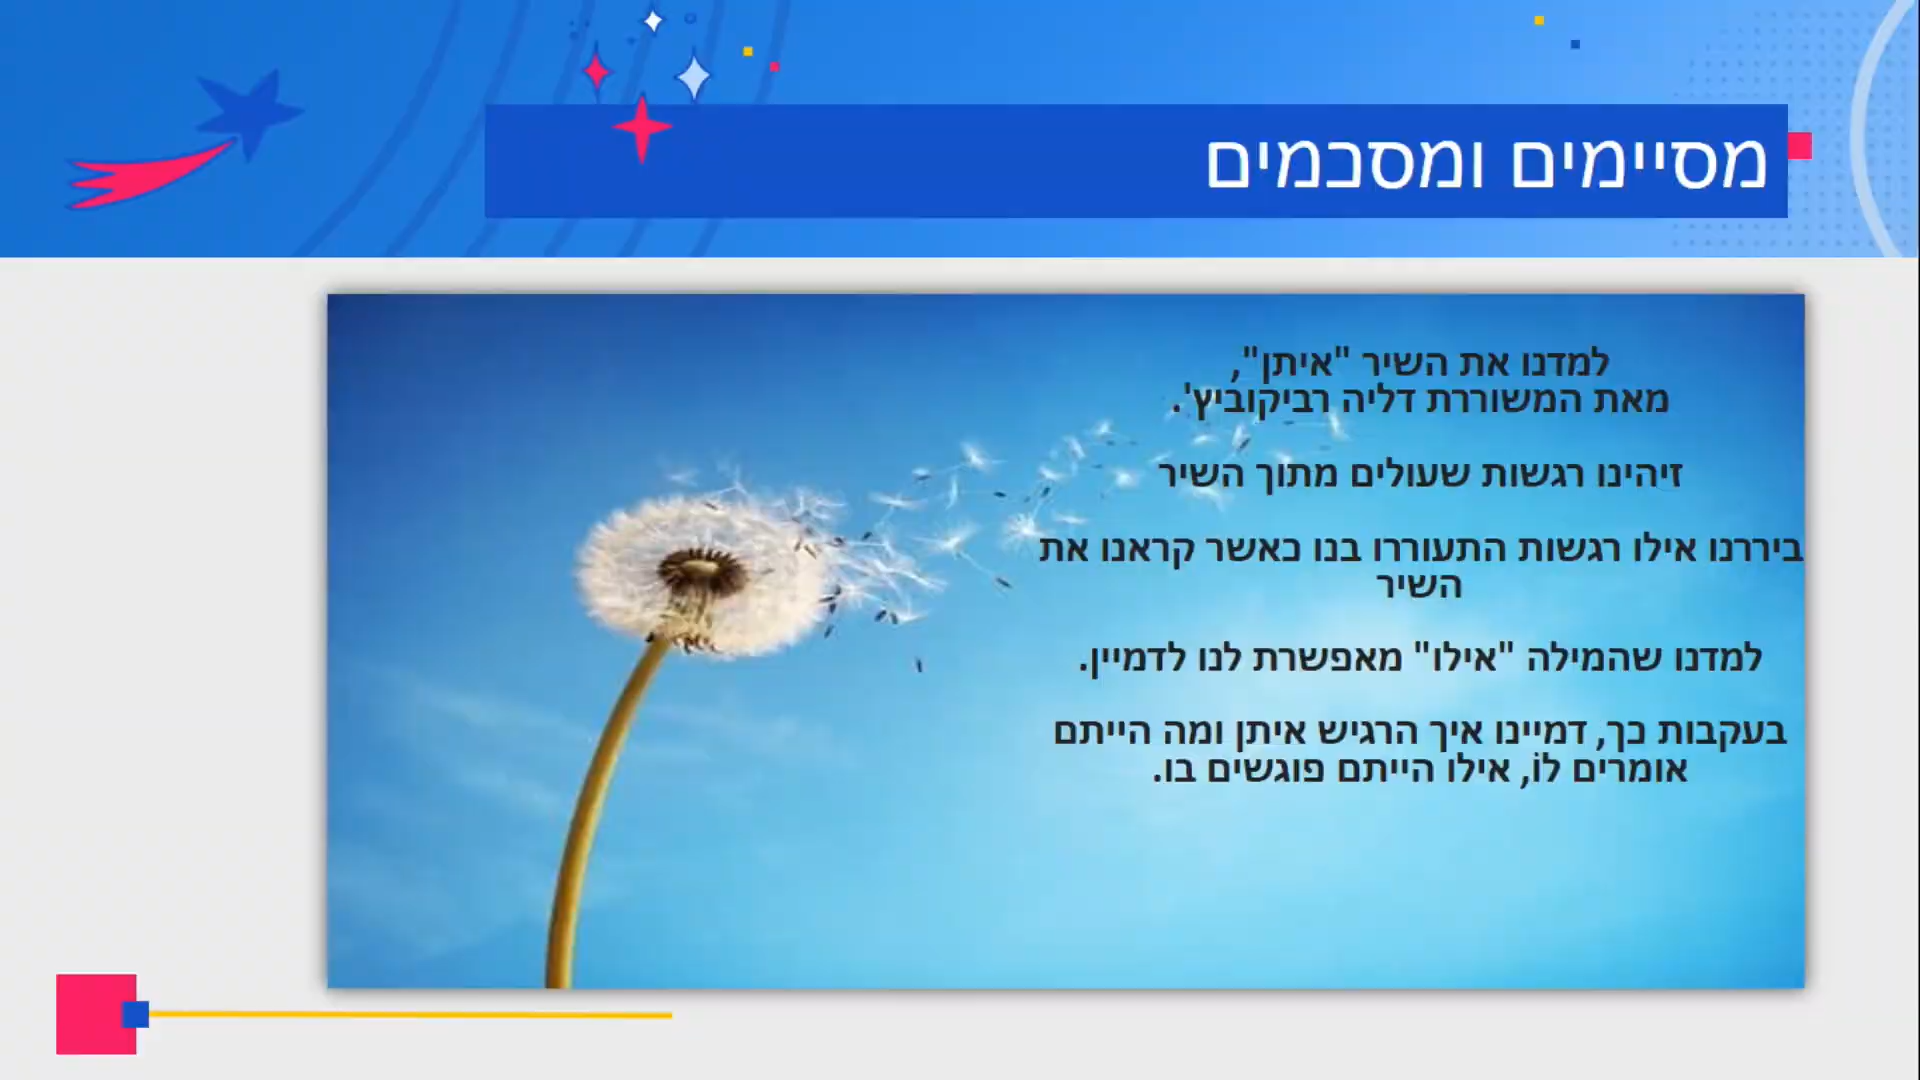 מסיימים ומסכמים
למדנו את השיר "איתן",
מאת המשוררת דליה רביקוביץ'.
זיהינו רגשות שעולים מתוך השיר
ביררנו אילו רגשות התעוררו בנו כאשר קראנו את
השיר
למדנו שהמילה "אילו" מאפשרת לנו לדמיין.
בעקבות כך, דמיינו איך הרגיש איתן ומה הייתם
אומרים לוֹ, אילו הייתם פוגשים בו.